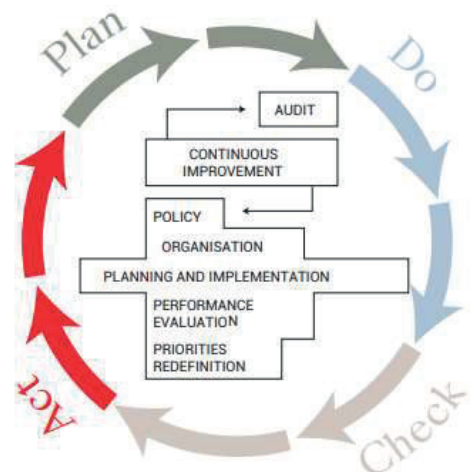 Plan
Do
AUDIT
CONTINUOUS
IMPROVEMENT
POLICY
ORGANISATION
PLANNING AND IMPLEMENTATION
PERFORMANCE
EVALUATION
PRIORITIES
REDEFINITION
Act
Check